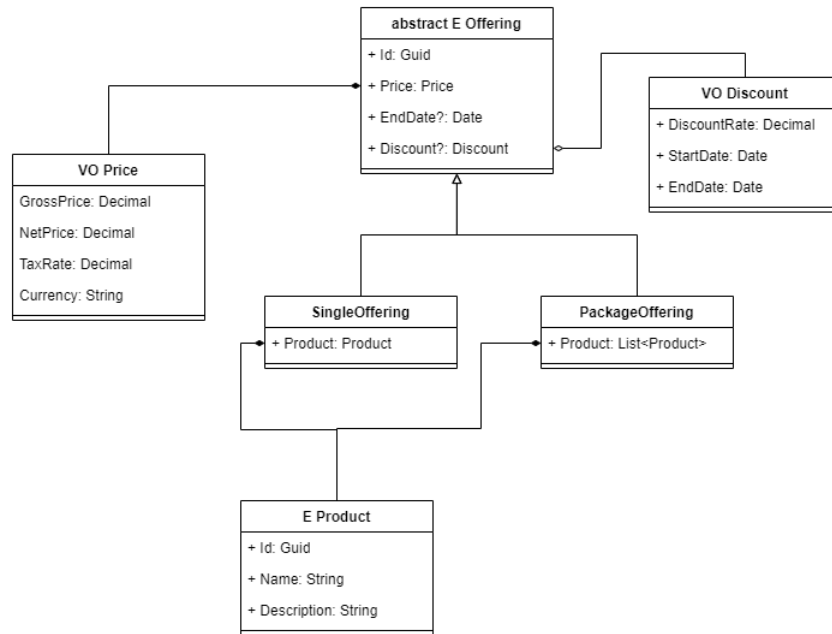 abstract E Offering
+ Id: Guid
+ Price: Price
+ EndDate?: Date
+ Discount?: Discount
VO Discount
+ DiscountRate: Decimal
+ StartDate: Date
+ EndDate: Date
VO Price
GrossPrice: Decimal
NetPrice: Decimal
TaxRate: Decimal
Currency: String
SingleOffering
+ Product: Product
PackageOffering
+ Product: List<Product>
E Product
+ Id: Guid
+ Name: String
+ Description: String